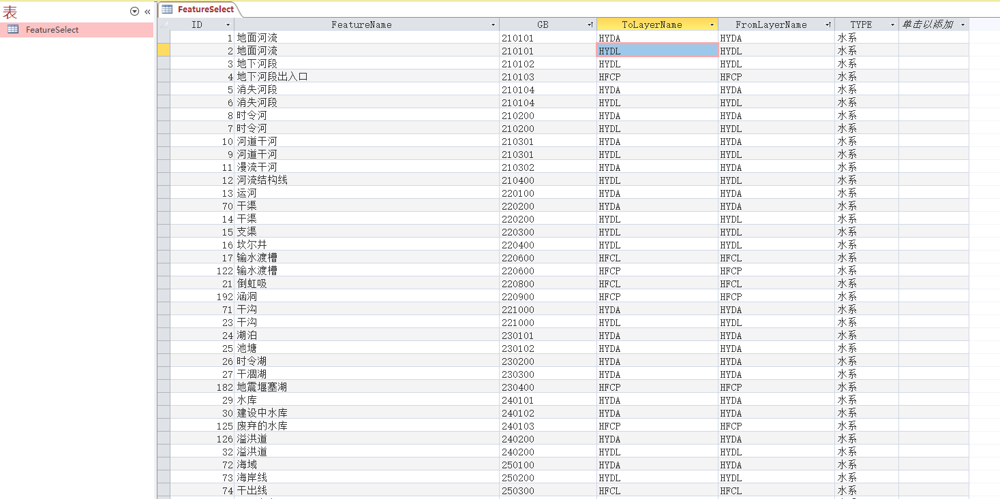 表
FeatureSelect
FeatureSelect
ID FeatureName GB ToLayerName FromLayerName TYPE 单击以添加
1 地面河流 210101 HYDA HYDA 水系
2 地面河流 210101 HYDL HYDL 水系
3 地下河段 210102 HYDL HYDL 水系
4 地下河段出入口 210103 HFCP HFCP 水系
5 消失河段 210104 HYDA HYDA 水系
6 消失河段 210104 HYDL HYDL 水系
8 时令河 210200 HYDA HYDA 水系
7 时令河 210200 HYDL HYDL 水系
10 河道干河 210301 HYDA HYDA 水系
9 河道干河 210301 HYDL HYDL 水系
11 漫流干河 210302 HYDA HYDA 水系
12 河流结构线 210400 HYDL HYDL 水系
13 运河 220100 HYDA HYDA 水系
70 干渠 220200 HYDA HYDA 水系
14 干渠 220200 HYDL HYDL 水系
15 支渠 220300 HYDL HYDL 水系
16 坎尔井 220400 HYDL HYDL 水系
17 输水渡槽 220600 HFCL HFCL 水系
122 输水渡槽 220600 HFCP HFCP 水系
21 倒虹吸 220800 HFCL HFCL 水系
192 涵洞 220900 HFCP HFCP 水系
71 干沟 221000 HYDA HYDA 水系
23 干沟 221000 HYDL HYDL 水系
24 湖泊 230101 HYDA HYDA 水系
25 池塘 230102 HYDA HYDA 水系
26 时令湖 230200 HYDA HYDA 水系
27 干涸湖 230300 HYDA HYDA 水系
182 地震堰塞湖 230400 HFCP HFCP 水系
29 水库 240101 HYDA HYDA 水系
30 建设中水库 240102 HYDA HYDA 水系
125 废弃的水库 240103 HFCP HFCP 水系
126 溢洪道 240200 HYDA HYDA 水系
32 溢洪道 240200 HYDL HYDL 水系
72 海域 250100 HYDA HYDA 水系
73 海岸线 250200 HYDL HYDL 水系
74 干出线 250300 HFCL HFCL 水系